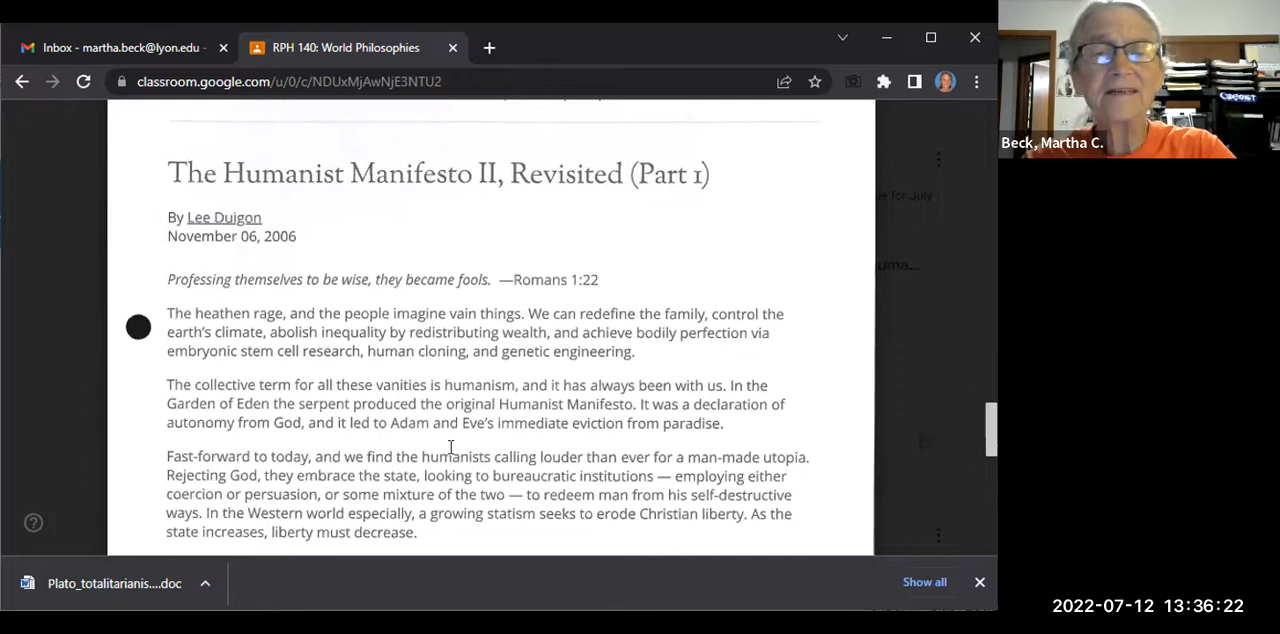 Inbox - martha.beck@lyon.edu -
RPH 140: World Philosophies
classroom.google.com/u/0/c/NDUxMjAwNjE3NTU2
The Humanist Manifesto II, Revisited (Part 1)
By Lee Duigon
November 06, 2006
Professing themselves to be wise, they became fools. —Romans 1:22
The heathen rage, and the people imagine vain things. We can redefine the family, control the
earth's climate, abolish inequality by redistributing wealth, and achieve bodily perfection via
embryonic stem cell research, human cloning, and genetic engineering.
The collective term for all these vanities is humanism, and it has always been with us. In the
Garden of Eden the serpent produced the original Humanist Manifesto. It was a declaration of
autonomy from God, and it led to Adam and Eve's immediate eviction from paradise.
Fast-forward to today, and we find the humanists calling louder than ever for a man-made utopia.
Rejecting God, they embrace the state, looking to bureaucratic institutions — employing either
coercion or persuasion, or some mixture of the two — to redeem man from his self-destructive
ways. In the Western world especially, a growing statism seeks to erode Christian liberty. As the
state increases, liberty must decrease.
for July
uma...
Plato_totalitarianis....doc
Show all
Beck, Martha C.
COEXIST
2022-07-12 13:36:22